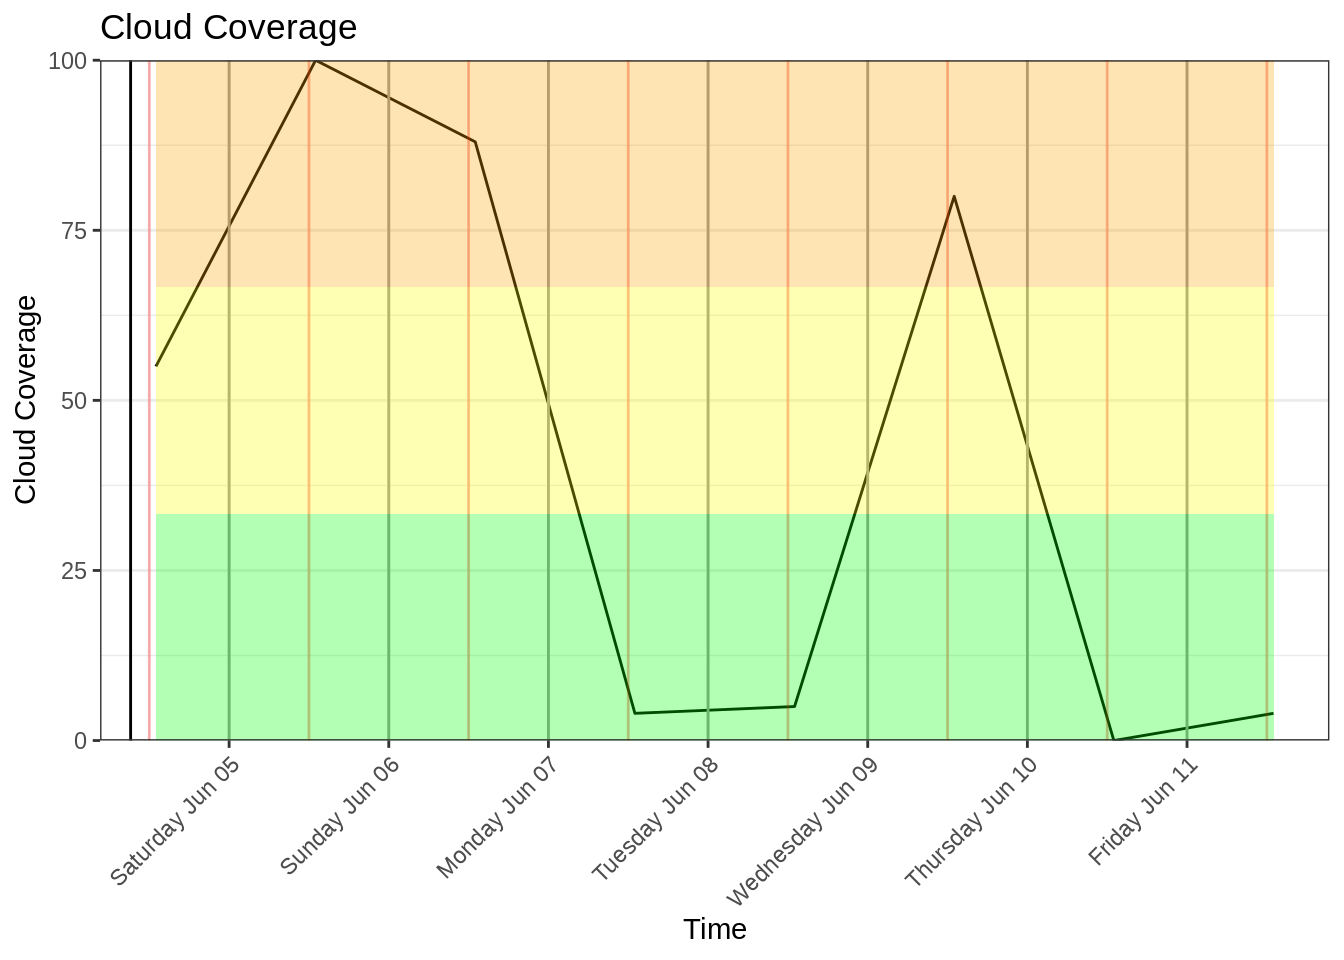 Cloud Coverage
100
75
50
25
0
Cloud Coverage
Saturday Jun 05
Sunday Jun 06
Monday Jun 07
Tuesday Jun 08
Wednesday Jun 09
Thursday Jun 10
Friday Jun 11
Time